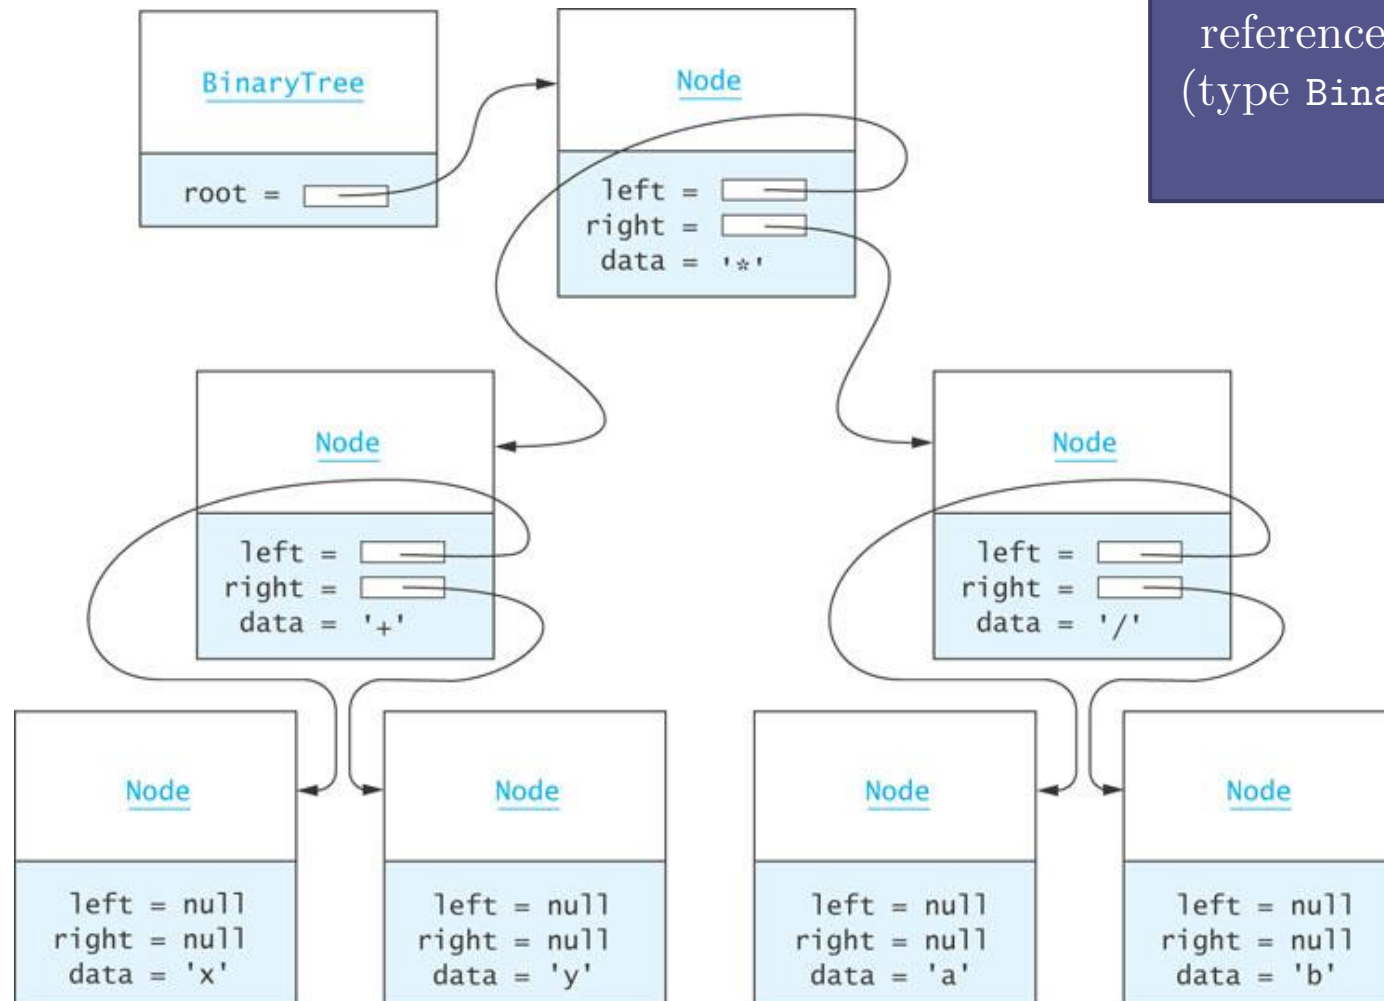 reference
(type Bina
BinaryTree
root =
Node
left =
right =
data = '*'
Node
left =
right =
data = '+'
Node
left =
right =
data = '/'
Node
left = null
right = null
data = 'x'
Node
left = null
right = null
data = 'y'
Node
left = null
right = null
data = 'a'
Node
left = null
right = null
data = 'b'